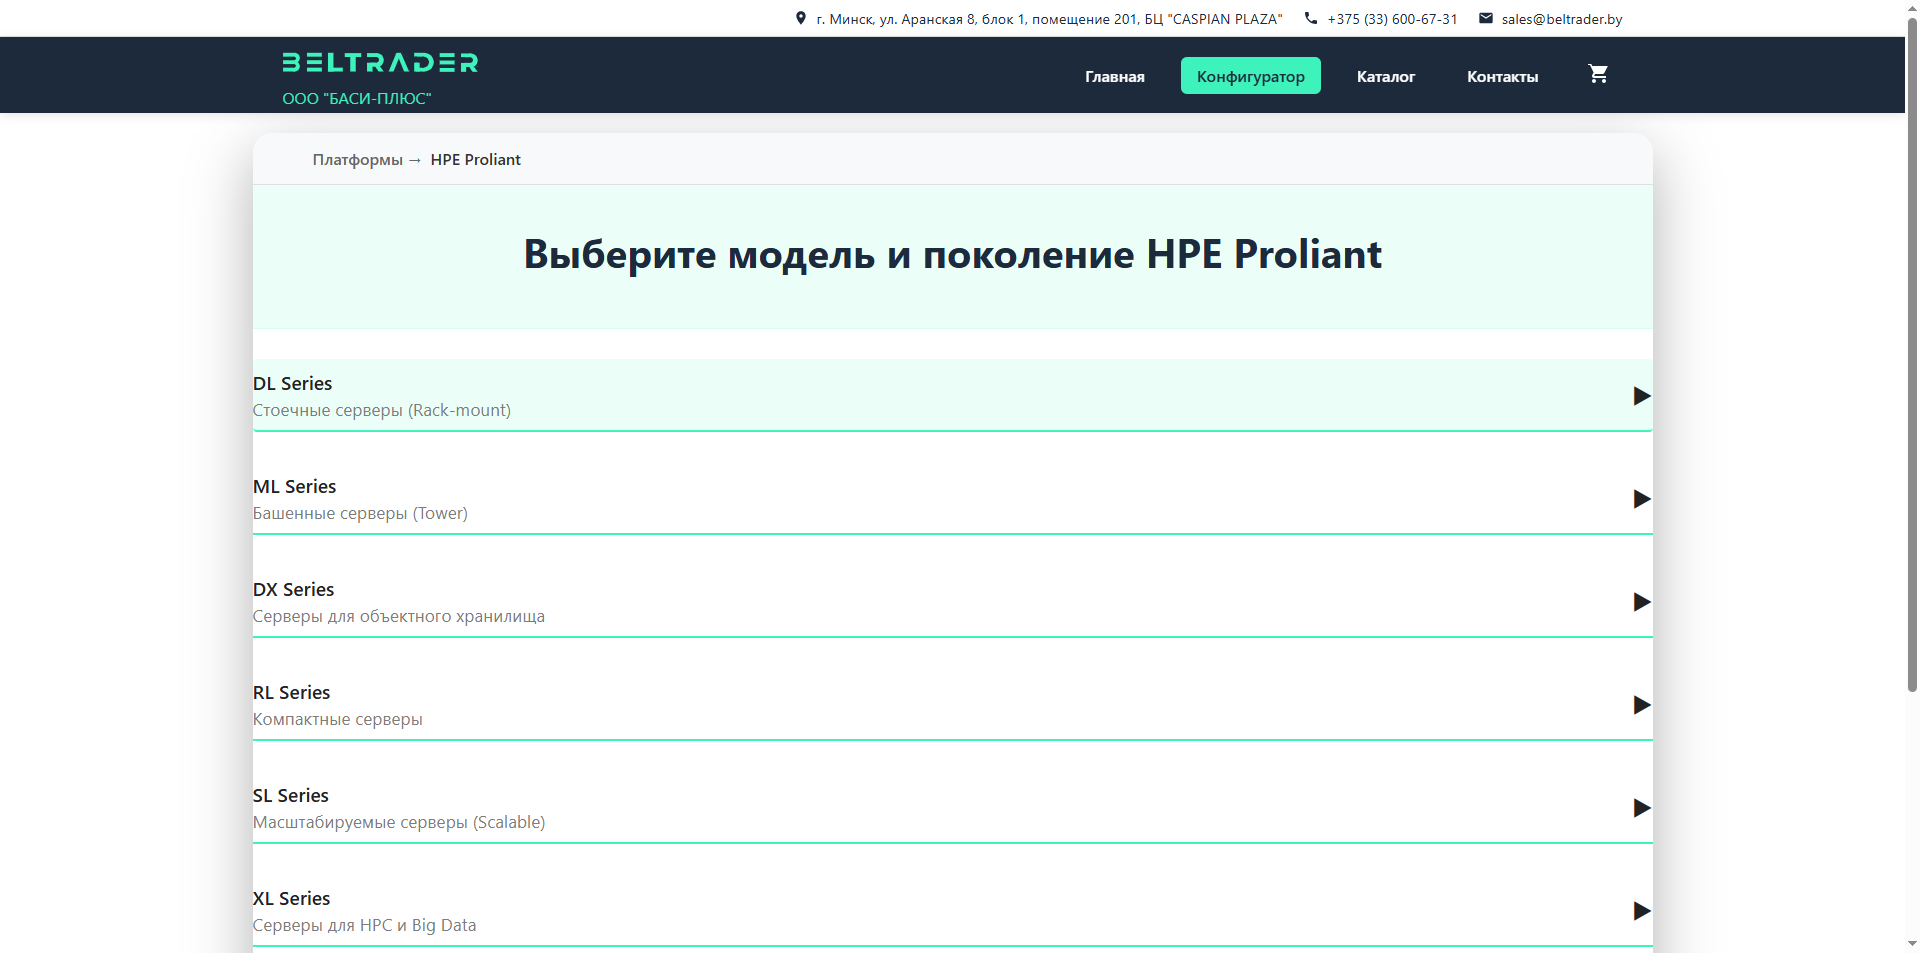 г. Минск, ул. Аранская 8, блок 1, помещение 201, БЦ "CASPIAN PLAZA" +375 (33) 600-67-31 sales@beltrader.by
BELTRADER
ООО "БАСИ-ПЛЮС"
Главная Конфигуратор Каталог Контакты
Платформы → HPE Proliant
Выберите модель и поколение HPE Proliant
DL Series
Стоечные серверы (Rack-mount)
ML Series
Башенные серверы (Tower)
DX Series
Серверы для объектного хранилища
RL Series
Компактные серверы
SL Series
Масштабируемые серверы (Scalable)
XL Series
Серверы для HPC и Big Data